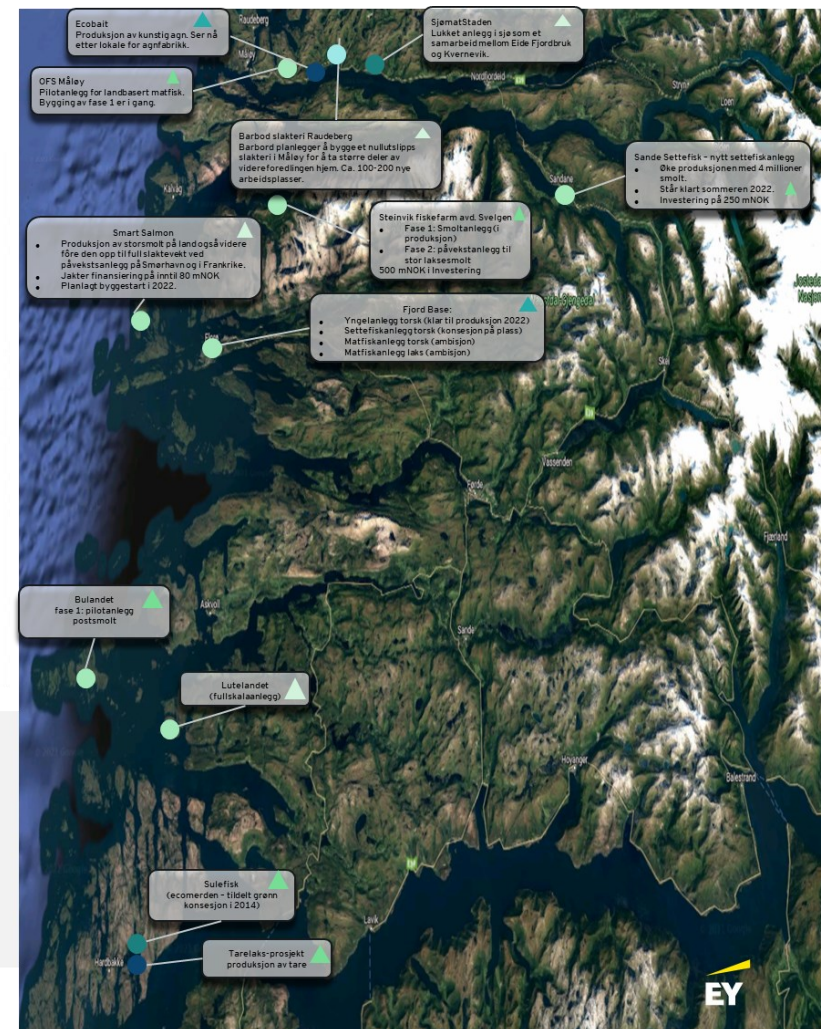 Raudeberg
Ecobait
Produksjon av kunstig agn. Ser nå
etter lokale for agnfabrikk.
SjømatStaden
Lukket anlegg i sjø som et
samarbeid mellom Eide Fjordbruk
og Kvernevik.
Måløy
OFS Måløy
Pilotanlegg for landbasert matfisk.
Bygging av fase 1 er i gang.
Nordfjordeid
Stryn
Loen
Barbod slakteri Raudeberg
Barbord planlegger å bygge et nullutslipps
slakteri i Måløy for å ta større deler av
videreforedlingen hjem. Ca. 100-200 nye
arbeidsplasser.
Sande Settefisk – nytt settefiskanlegg
• Øke produksjonen med 4 millioner
smolt.
• Står klart sommeren 2022.
• Investering på 250 mNOK
Sandane
Kalvåg
Steinvik fiskefarm avd. Svelgen
• Fase 1: Smoltanlegg (i
produksjon)
• Fase 2: påvekstanlegg til
stor laksesmolt
500 mNOK i Investering
Smart Salmon
• Produksjon av storsmolt på land også videre
fôre den opp til full slaktevekt ved
påvekstsanlegg på Smørhavn og i Frankrike.
• Jakter finansiering på inntil 80 mNOK
• Planlagt byggestart i 2022.
Fjord Base:
• Yngelanlegg torsk (klar til produksjon 2022)
• Settefiskanlegg torsk (konsesjon på plass)
• Matfiskanlegg torsk (ambisjon)
• Matfiskanlegg laks (ambisjon)
Skei
Vassenden
Førde
Fjærland
Bulandet
fase 1: pilotanlegg
postsmolt
Askvoll
Sande
Lutelandet
(fullskalaanlegg)
Høyanger
Balestrand
Sulefisk
(ecomerden – tildelt grønn
konsesjon i 2014)
Lavik
Hardbakke
Tarelaks-prosjekt
produksjon av tare
EY